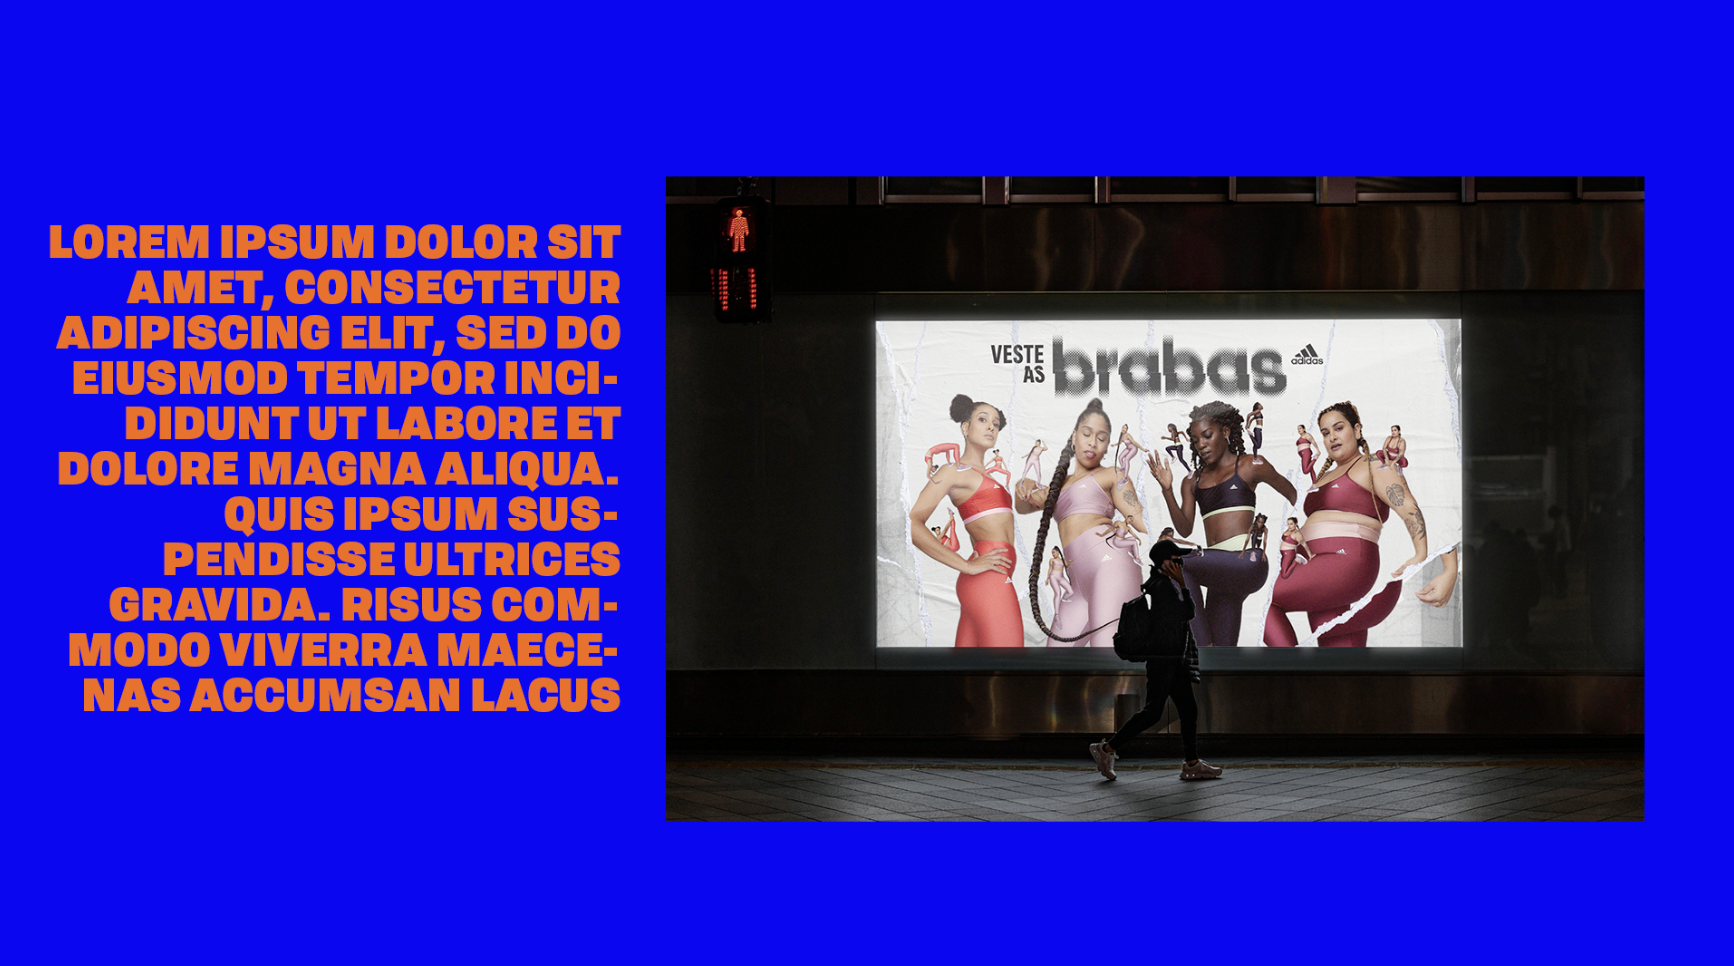 LOREM IPSUM DOLOR SIT
AMET, CONSECTETUR
ADIPISCING ELIT, SED DO
EIUSMOD TEMPOR INCI-
DIDUNT UT LABORE ET
DOLORE MAGNA ALIQUA.
QUIS IPSUM SUS-
PENDISSE ULTRICES
GRAVIDA. RISUS COM-
MODO VIVERRA MAECE-
NAS ACCUMSAN LACUS
VESTE
AS
brabas
adidas